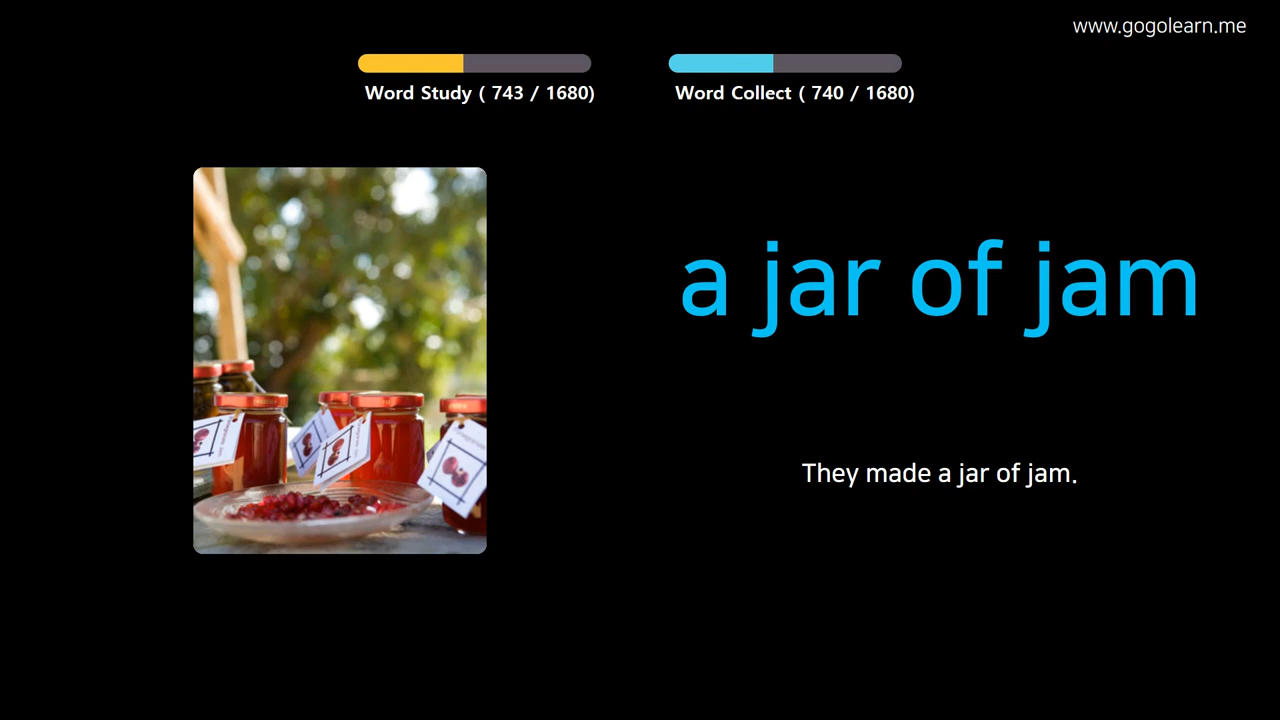 www.gogolearn.me
Word Study ( 743 / 1680)
Word Collect ( 740 / 1680)
a jar of jam
They made a jar of jam.